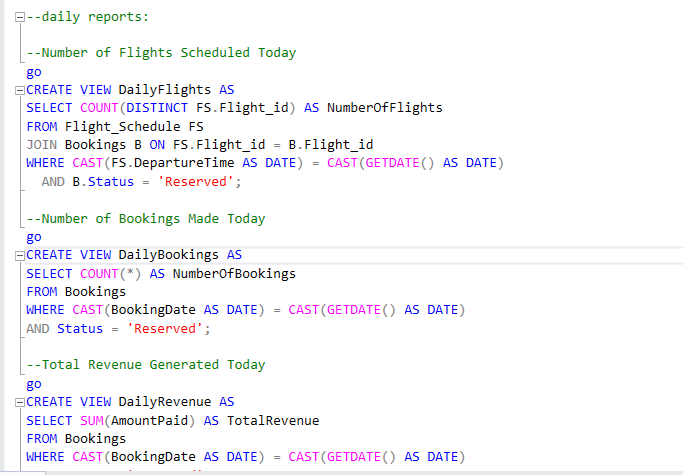 --daily reports:
--Number of Flights Scheduled Today
go
CREATE VIEW DailyFlights AS
SELECT COUNT(DISTINCT FS.Flight_id) AS NumberOfFlights
FROM Flight_Schedule FS
JOIN Bookings B ON FS.Flight_id = B.Flight_id
WHERE CAST(FS.DepartureTime AS DATE) = CAST(GETDATE() AS DATE)
  AND B.Status = 'Reserved';
--Number of Bookings Made Today
go
CREATE VIEW DailyBookings AS
SELECT COUNT(*) AS NumberOfBookings
FROM Bookings
WHERE CAST(BookingDate AS DATE) = CAST(GETDATE() AS DATE)
AND Status = 'Reserved';
--Total Revenue Generated Today
go
CREATE VIEW DailyRevenue AS
SELECT SUM(AmountPaid) AS TotalRevenue
FROM Bookings
WHERE CAST(BookingDate AS DATE) = CAST(GETDATE() AS DATE)